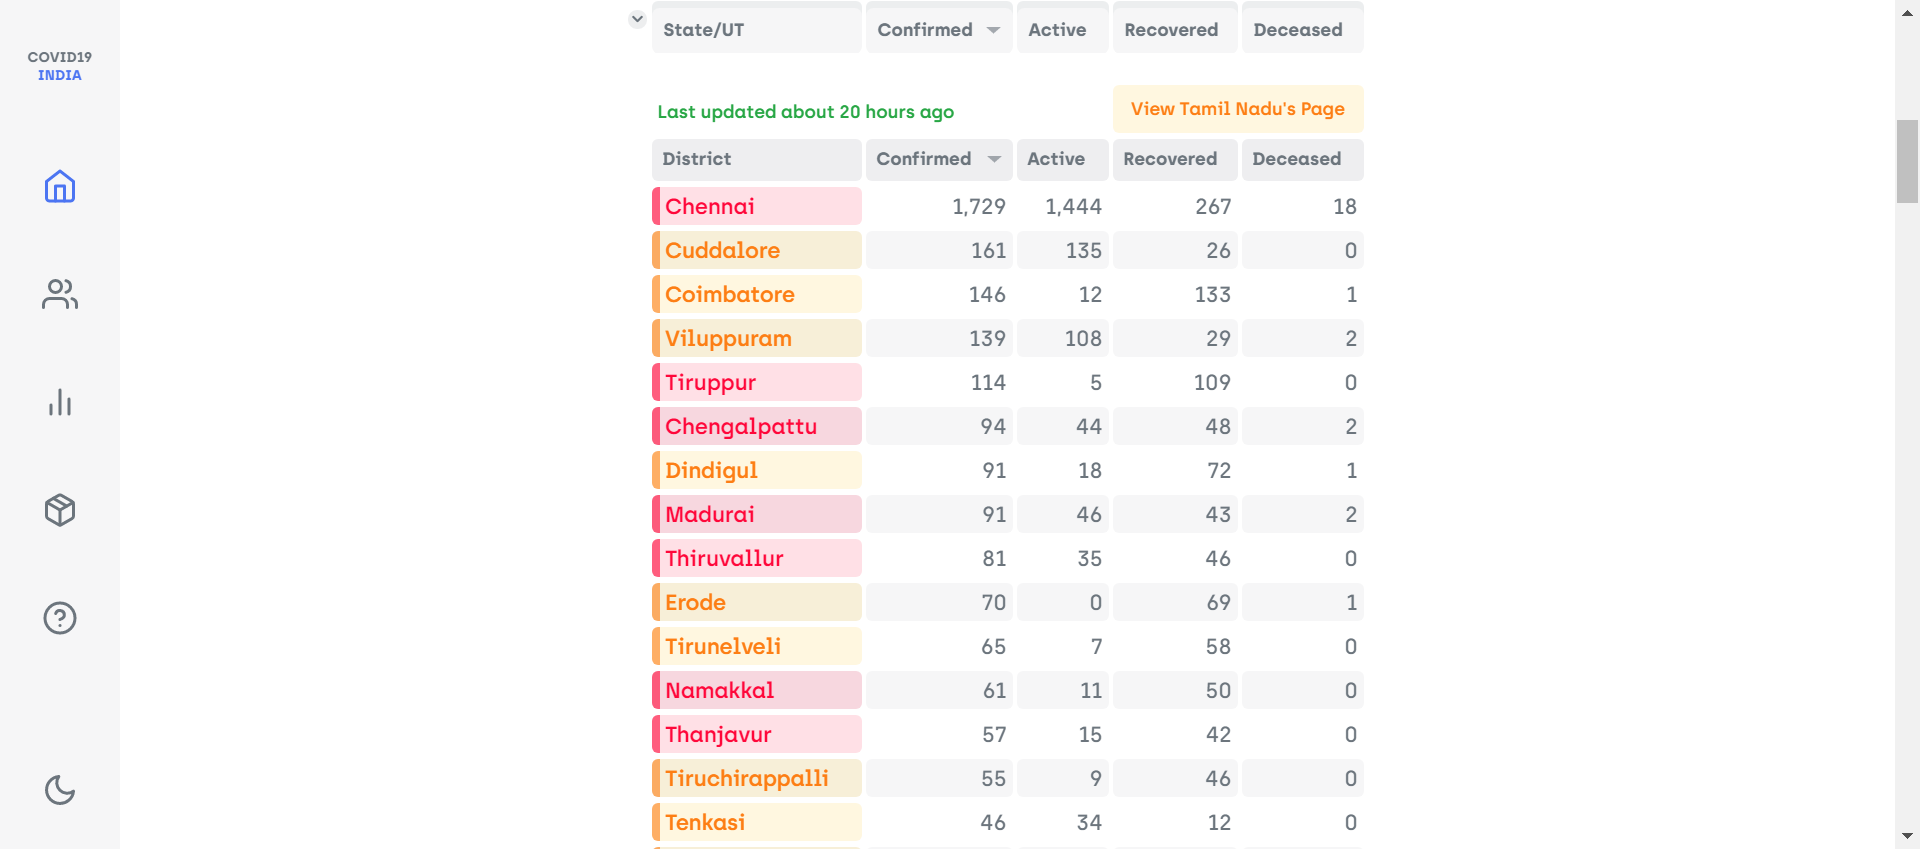 COVID19
INDIA
State/UT Confirmed Active Recovered Deceased
Last updated about 20 hours ago View Tamil Nadu's Page
District Confirmed Active Recovered Deceased
Chennai 1,729 1,444 267 18
Cuddalore 161 135 26 0
Coimbatore 146 12 133 1
Viluppuram 139 108 29 2
Tiruppur 114 5 109 0
Chengalpattu 94 44 48 2
Dindigul 91 18 72 1
Madurai 91 46 43 2
Thiruvallur 81 35 46 0
Erode 70 0 69 1
Tirunelveli 65 7 58 0
Namakkal 61 11 50 0
Thanjavur 57 15 42 0
Tiruchirappalli 55 9 46 0
Tenkasi 46 34 12 0